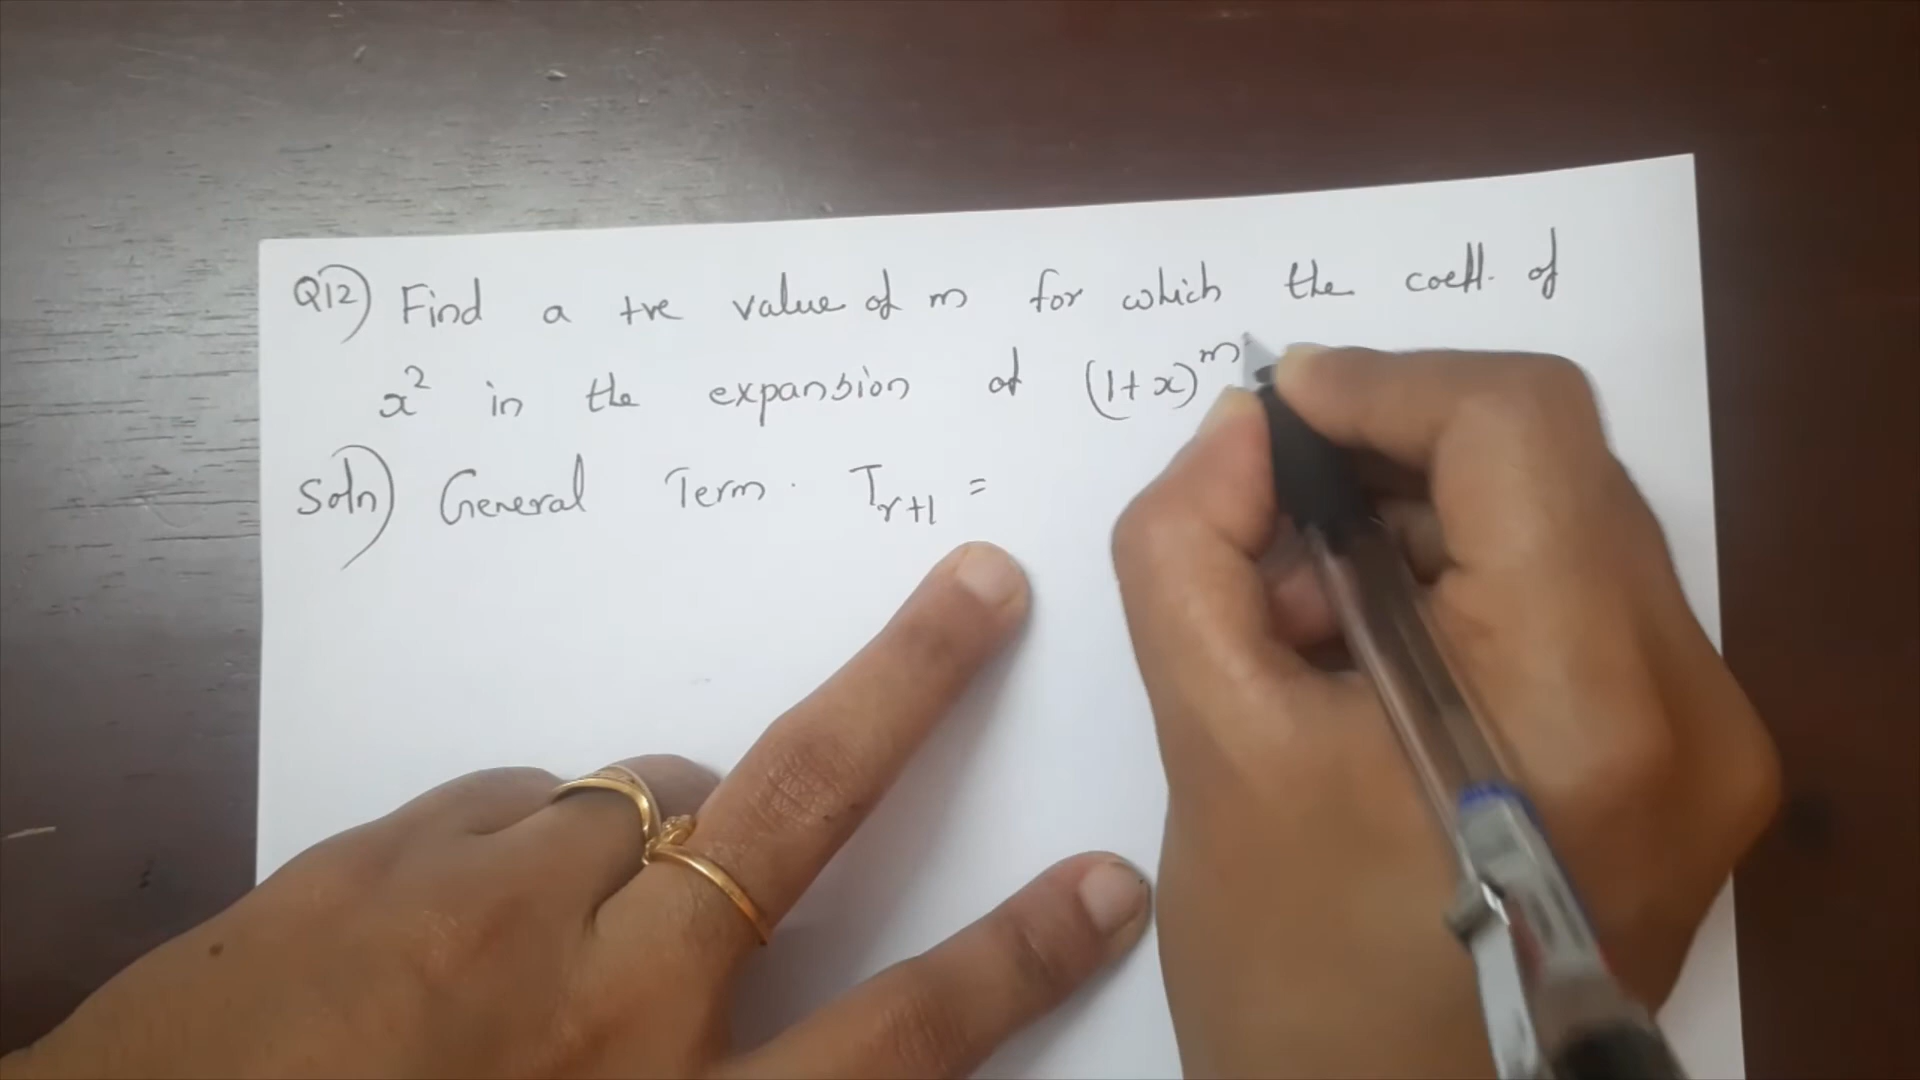 Q12) Find a +ve value of m for which the coeff. of
x² in the expansion of (1+x)ᵐ
Soln) General Term. Tᵣ₊₁ =